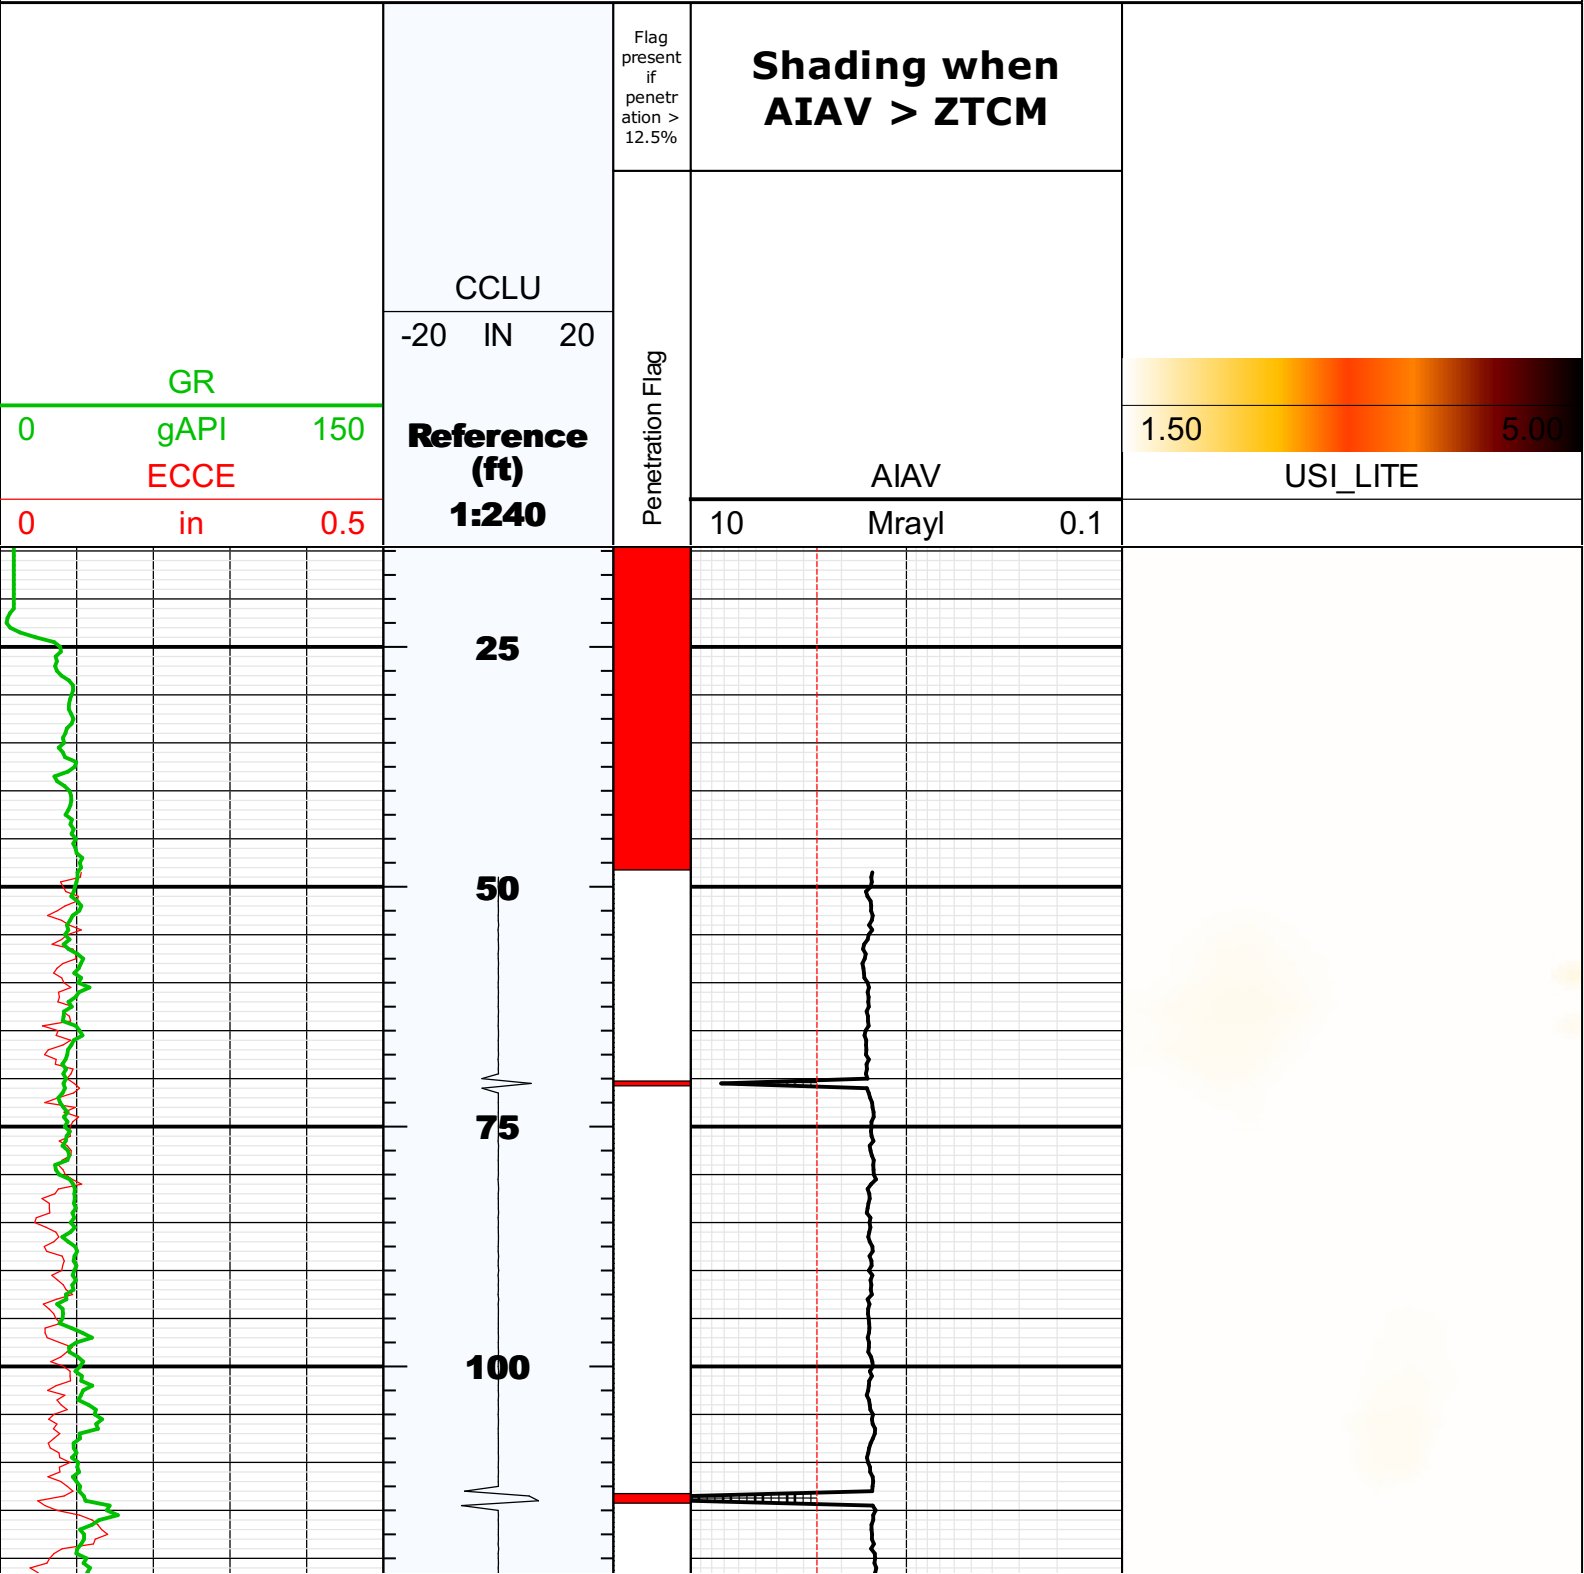 Flag
present
if
penetr
ation >
12.5%
Shading when
AIAV > ZTCM
CCLU
-20 IN 20
GR
0 gAPI 150
ECCE
0 in 0.5
Reference
(ft)
1:240
Penetration Flag
AIAV
10 Mrayl 0.1
1.50 5.00
USI_LITE
25
50
75
100